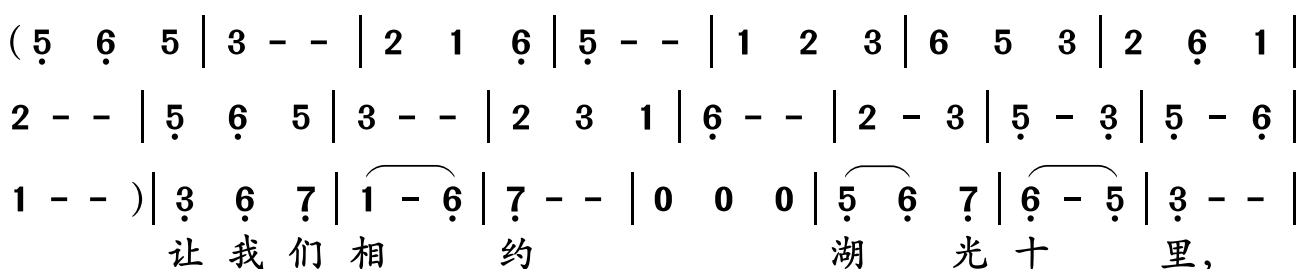 (5̣ 6̣ 5 | 3 - - | 2 1 6̣ | 5̣ - - | 1 2 3 | 6 5 3 | 2 6̣ 1 |
2 - - | 5̣ 6̣ 5 | 3 - - | 2 3 1 | 6̣ - - | 2 - 3 | 5̣ - 3̣ | 5̣ - 6̣ |
1 - - ) | 3̣ 6̣ 7̣ | 1 - 6̣ | 7̣ - - | 0 0 0 | 5̣ 6̣ 7̣ | 6̣ - 5̣ | 3̣ - - |
让我们相 约 湖 光十 里,